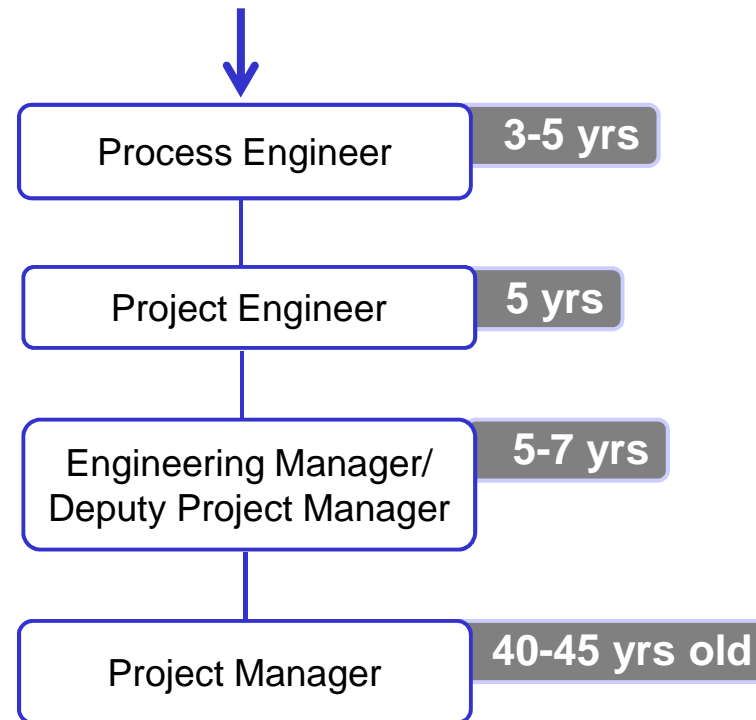 Process Engineer
3-5 yrs
Project Engineer
5 yrs
Engineering Manager/
Deputy Project Manager
5-7 yrs
Project Manager
40-45 yrs old